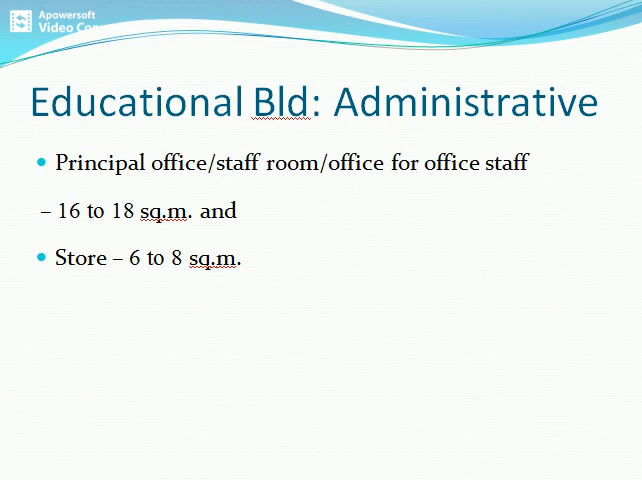 Apowersoft
Video Con
Educational Bld: Administrative
• Principal office/staff room/office for office staff
– 16 to 18 sq.m. and
• Store – 6 to 8 sq.m.